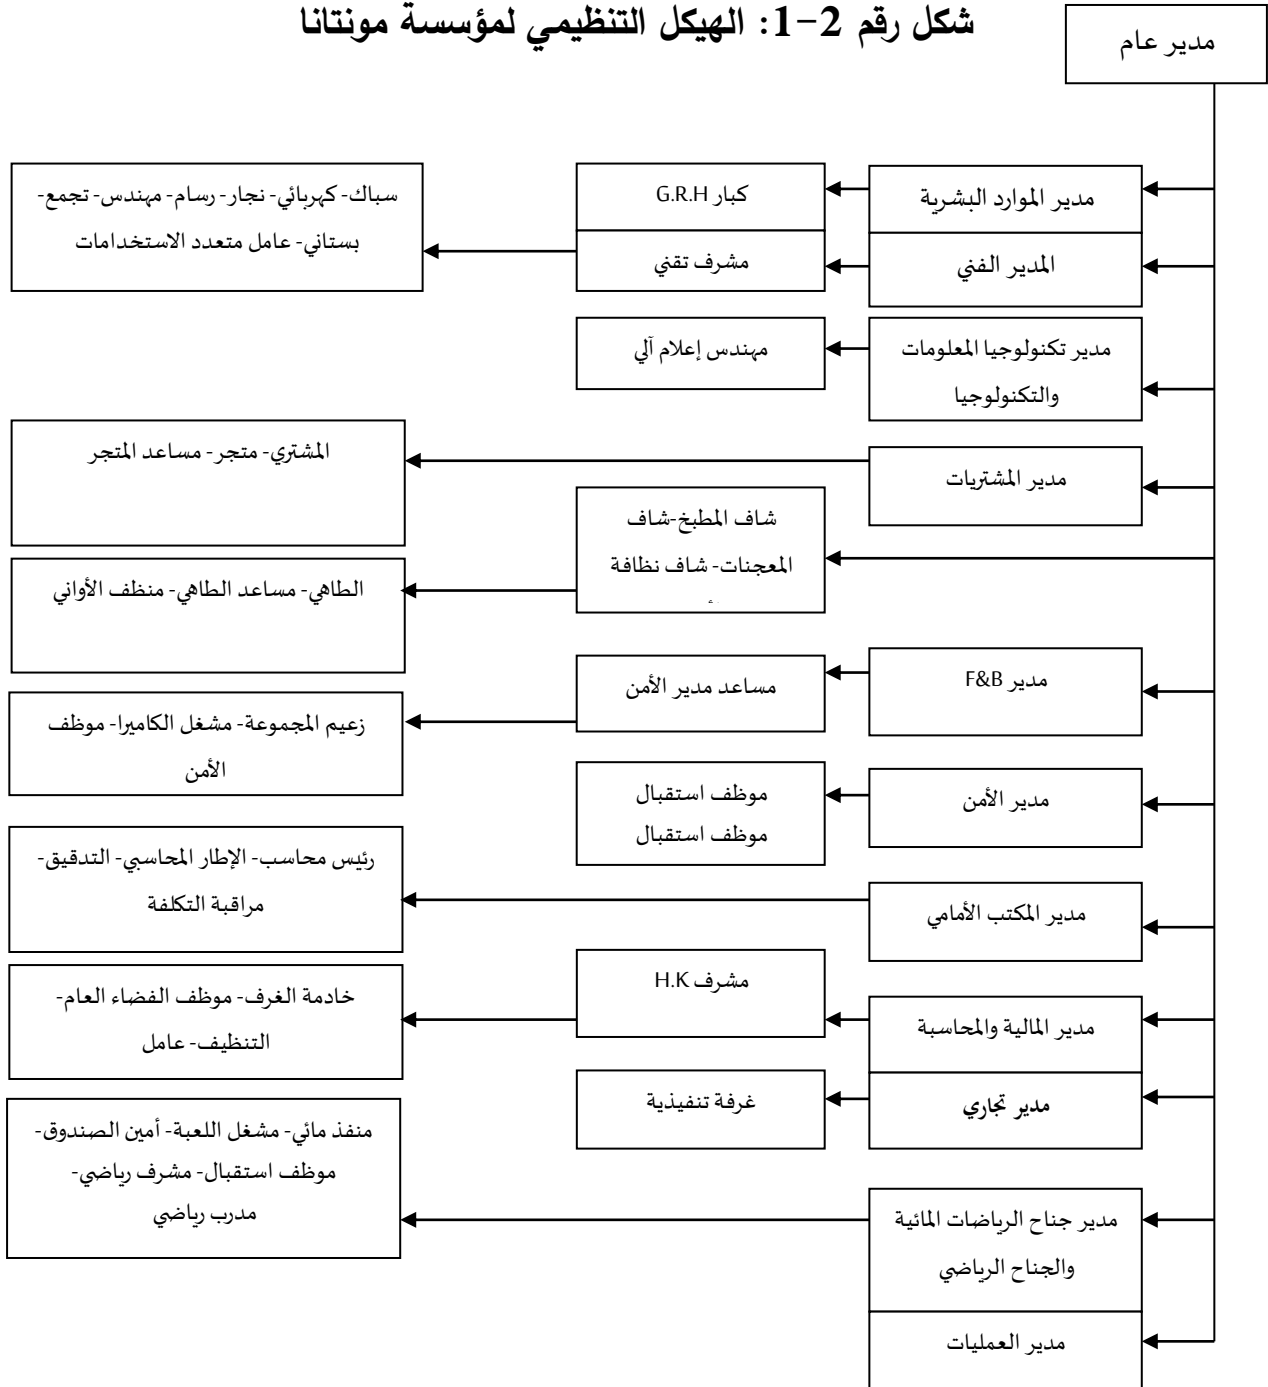 شكل رقم 2-1: الهيكل التنظيمي لمؤسسة مونتانا
مدير عام
مدير الموارد البشرية
كبار G.R.H
سباك- كهربائي- نجار- رسام- مهندس- تجمع-
بستاني- عامل متعدد الاستخدامات
المدير الفني
مشرف تقني
مدير تكنولوجيا المعلومات
والتكنولوجيا
مهندس إعلام آلي
مدير المشتريات
المشتري- متجر- مساعد المتجر
شاف المطبخ-شاف
المعجنات- شاف نظافة
الطاهي- مساعد الطاهي- منظف الأواني
مدير F&B
مساعد مدير الأمن
زعيم المجموعة- مشغل الكاميرا- موظف
الأمن
مدير الأمن
موظف استقبال
موظف استقبال
مدير المكتب الأمامي
رئيس محاسب- الإطار المحاسبي- التدقيق-
مراقبة التكلفة
مدير المالية والمحاسبة
مشرف H.K
خادمة الغرف- موظف الفضاء العام-
التنظيف- عامل
مدير تجاري
غرفة تنفيذية
مدير جناح الرياضات المائية
والجناح الرياضي
منفذ مائي- مشغل اللعبة- أمين الصندوق-
موظف استقبال- مشرف رياضي-
مدرب رياضي
مدير العمليات